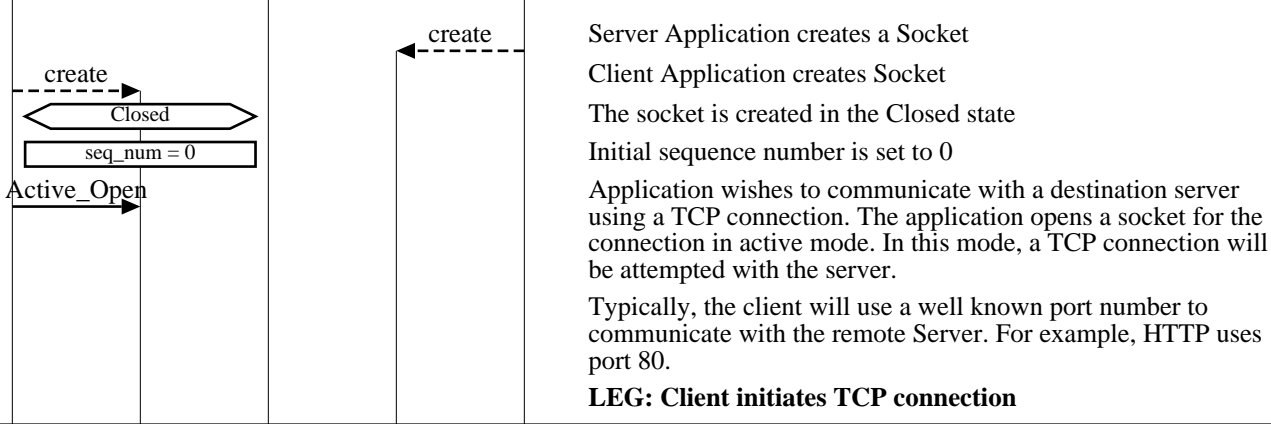 create Server Application creates a Socket
create Client Application creates Socket
Closed The socket is created in the Closed state
seq_num = 0 Initial sequence number is set to 0
Active_Open Application wishes to communicate with a destination server
using a TCP connection. The application opens a socket for the
connection in active mode. In this mode, a TCP connection will
be attempted with the server.
Typically, the client will use a well known port number to
communicate with the remote Server. For example, HTTP uses
port 80.
LEG: Client initiates TCP connection